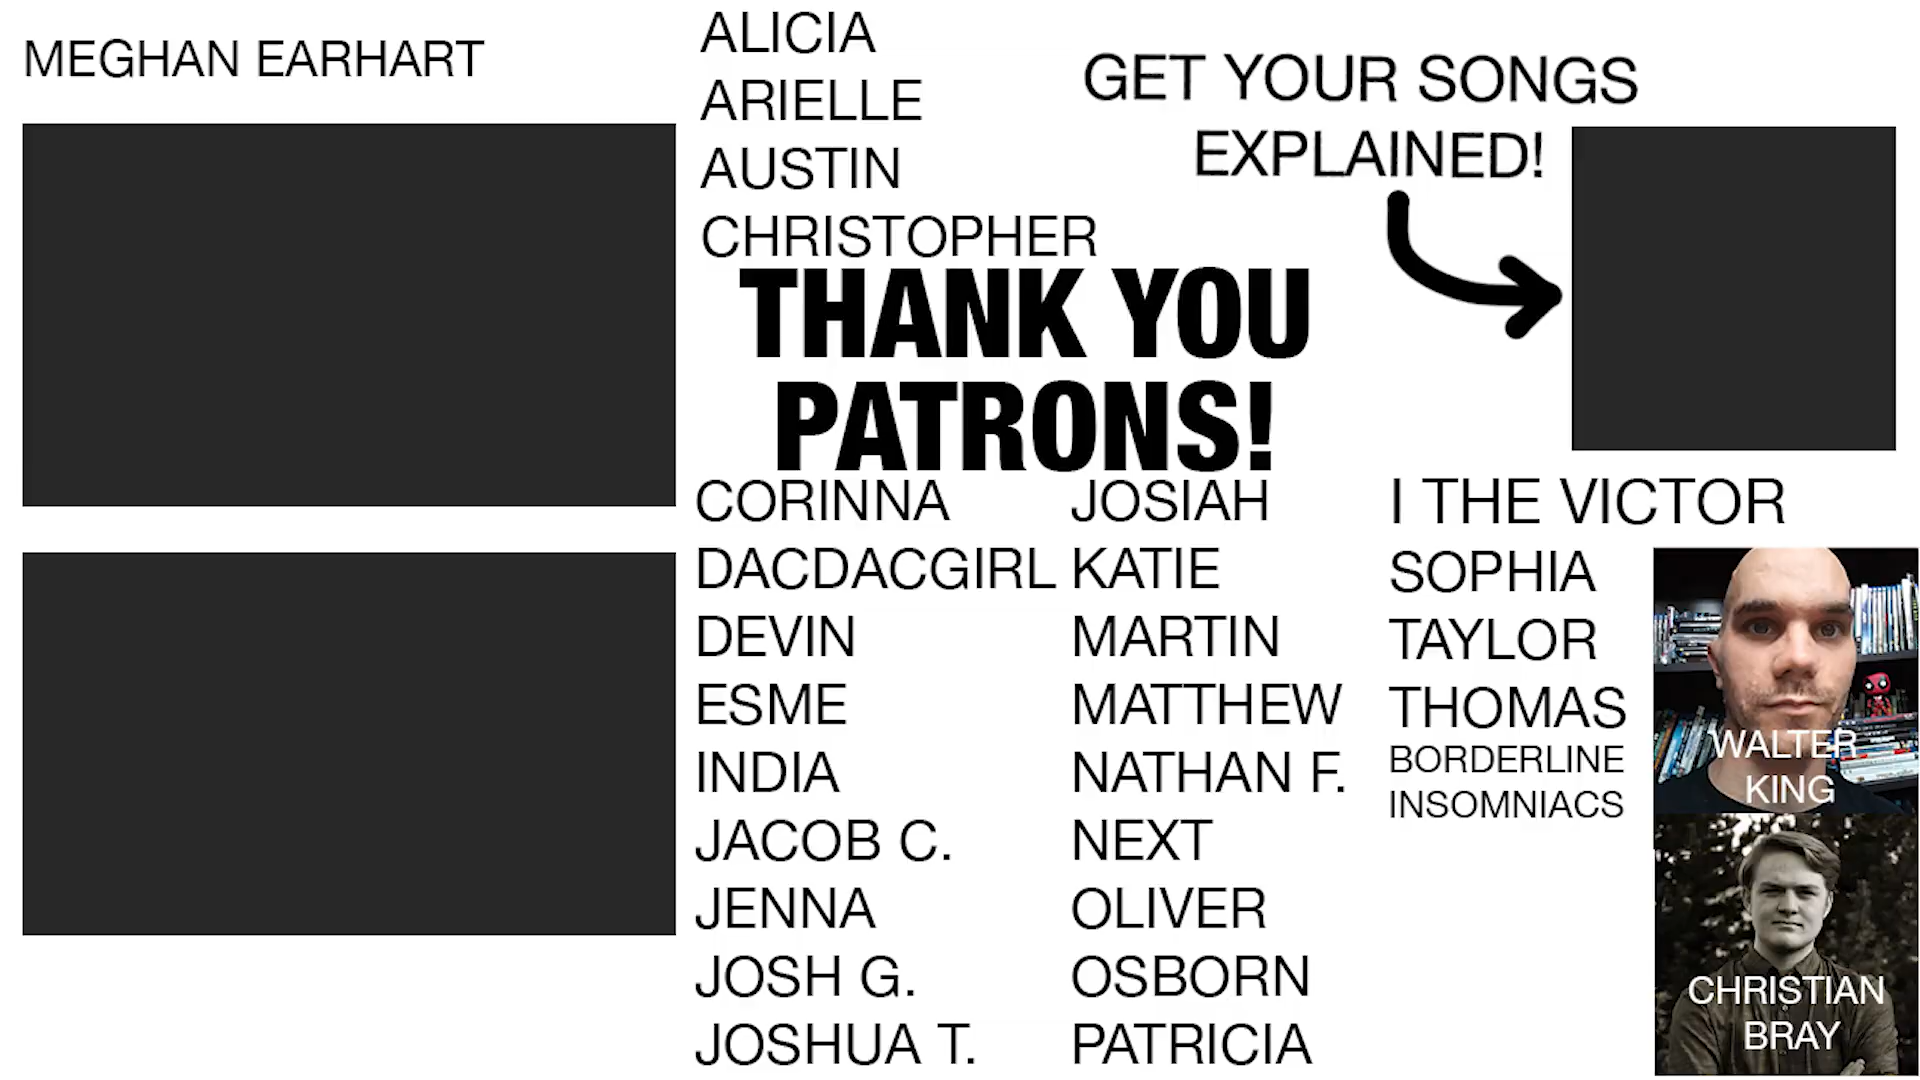 MEGHAN EARHART
ALICIA
ARIELLE
AUSTIN
CHRISTOPHER
GET YOUR SONGS
EXPLAINED!
THANK YOU
PATRONS!
CORINNA
DACDACGIRL
DEVIN
ESME
INDIA
JACOB C.
JENNA
JOSH G.
JOSHUA T.
JOSIAH
KATIE
MARTIN
MATTHEW
NATHAN F.
NEXT
OLIVER
OSBORN
PATRICIA
I THE VICTOR
SOPHIA
TAYLOR
THOMAS
BORDERLINE
INSOMNIACS
WALTER
KING
CHRISTIAN
BRAY